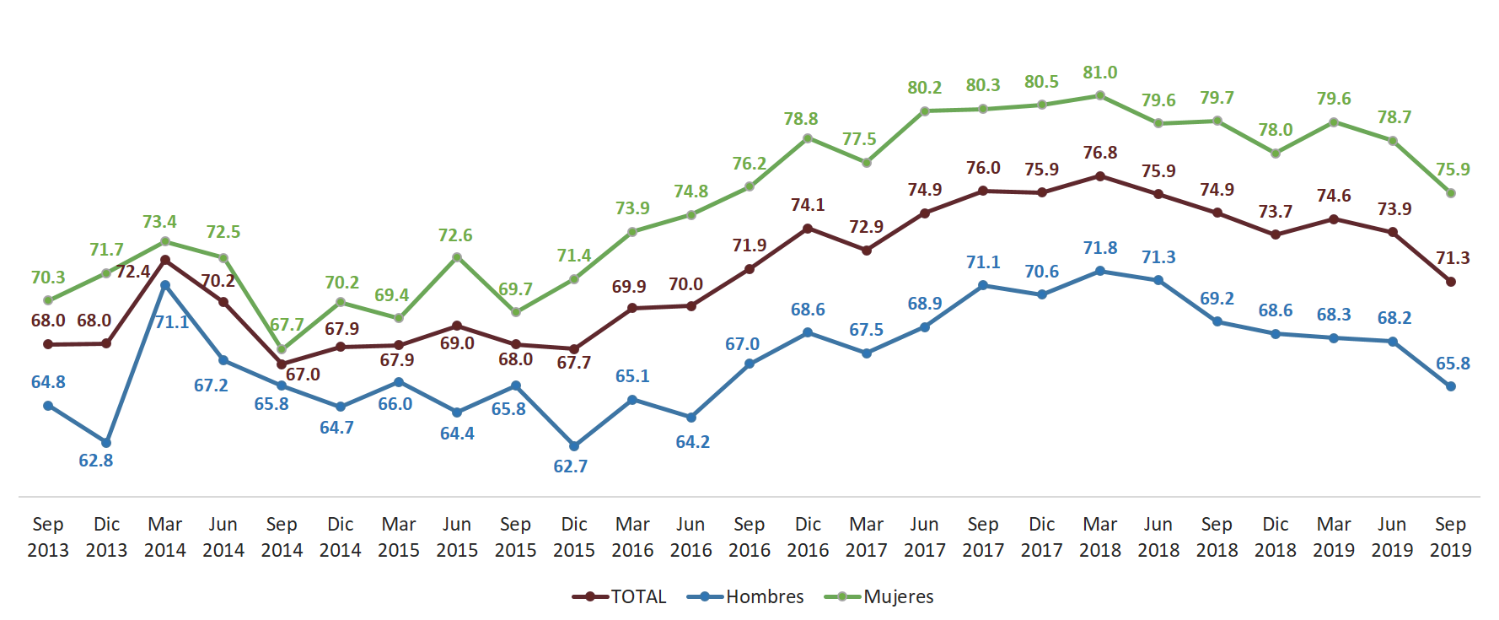 70.3 71.7 73.4 72.5 67.7 70.2 69.4 72.6 69.7 71.4 73.9 74.8 76.2 78.8 77.5 80.2 80.3 80.5 81.0 79.6 79.7 78.0 79.6 78.7 75.9
68.0 68.0 72.4 70.2 67.0 67.9 67.9 69.0 68.0 67.7 69.9 70.0 71.9 74.1 72.9 74.9 76.0 75.9 76.8 75.9 74.9 73.7 74.6 73.9 71.3
64.8 62.8 71.1 67.2 65.8 64.7 66.0 64.4 65.8 62.7 65.1 64.2 67.0 68.6 67.5 68.9 71.1 70.6 71.8 71.3 69.2 68.6 68.3 68.2 65.8
Sep Dic Mar Jun Sep Dic Mar Jun Sep Dic Mar Jun Sep Dic Mar Jun Sep Dic Mar Jun Sep Dic Mar Jun Sep
2013 2013 2014 2014 2014 2014 2015 2015 2015 2015 2016 2016 2016 2016 2017 2017 2017 2017 2018 2018 2018 2018 2019 2019 2019
TOTAL Hombres Mujeres